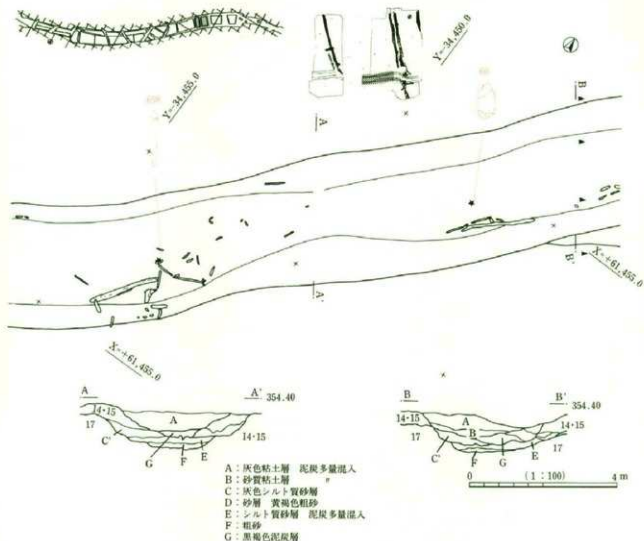 Y=-34,455.0
Y=-34,450.0
A
B
A'
B'
X=+61,455.0
X=+61,455.0
A A' 354.40
14·15
17
A
14·15
C'
G F E
B B' 354.40
14·15
17
A
B
14·15
17
C'
F G E
A：灰色粘土層　泥炭多量混入
B：砂質粘土層　〃
C：灰色シルト質砂層
D：砂層　黄褐色粗砂
E：シルト質砂層　泥炭多量混入
F：粗砂
G：黒褐色泥炭層
0 (1:100) 4 m